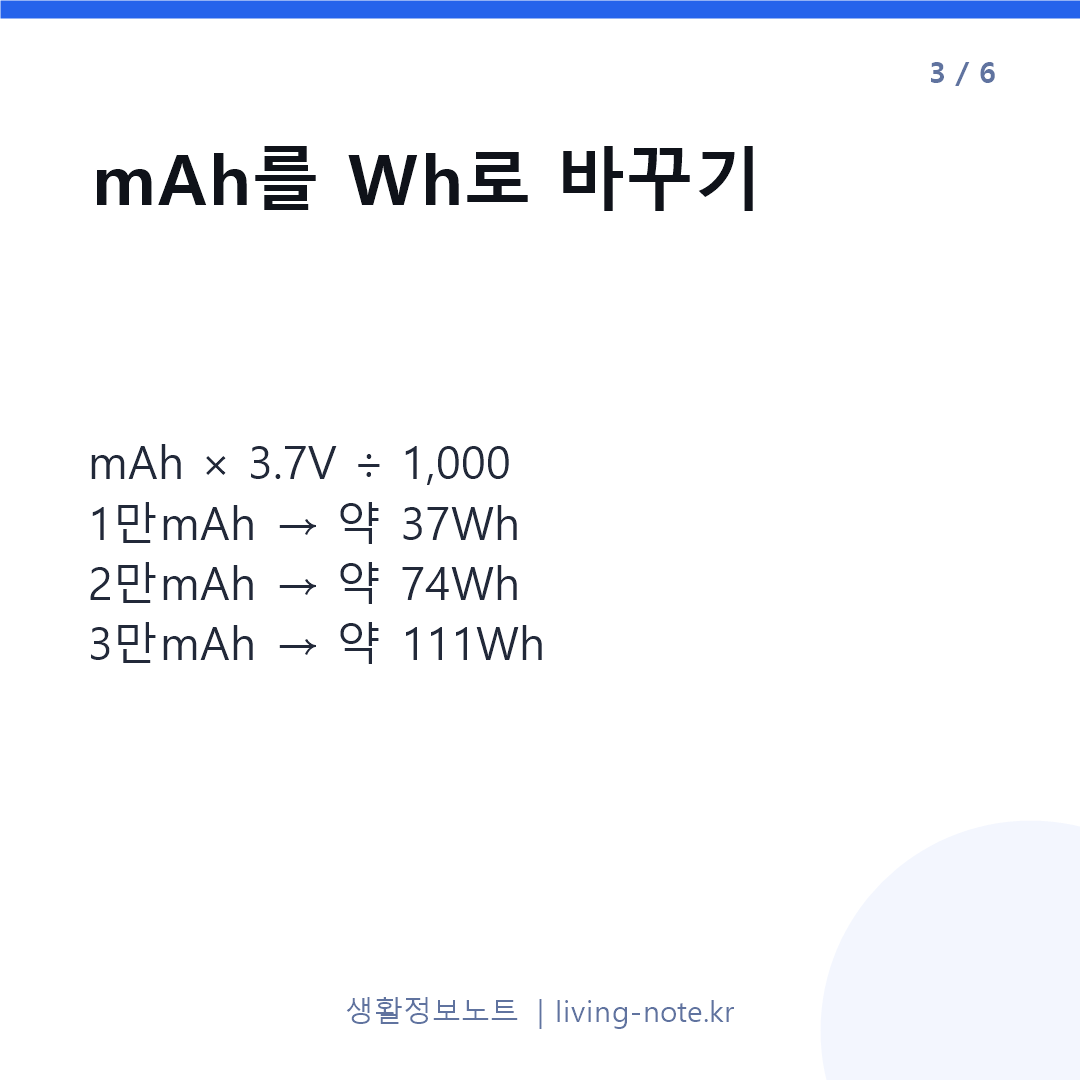 3 / 6
mAh를 Wh로 바꾸기
mAh × 3.7V ÷ 1,000
1만mAh → 약 37Wh
2만mAh → 약 74Wh
3만mAh → 약 111Wh
생활정보노트 | living-note.kr